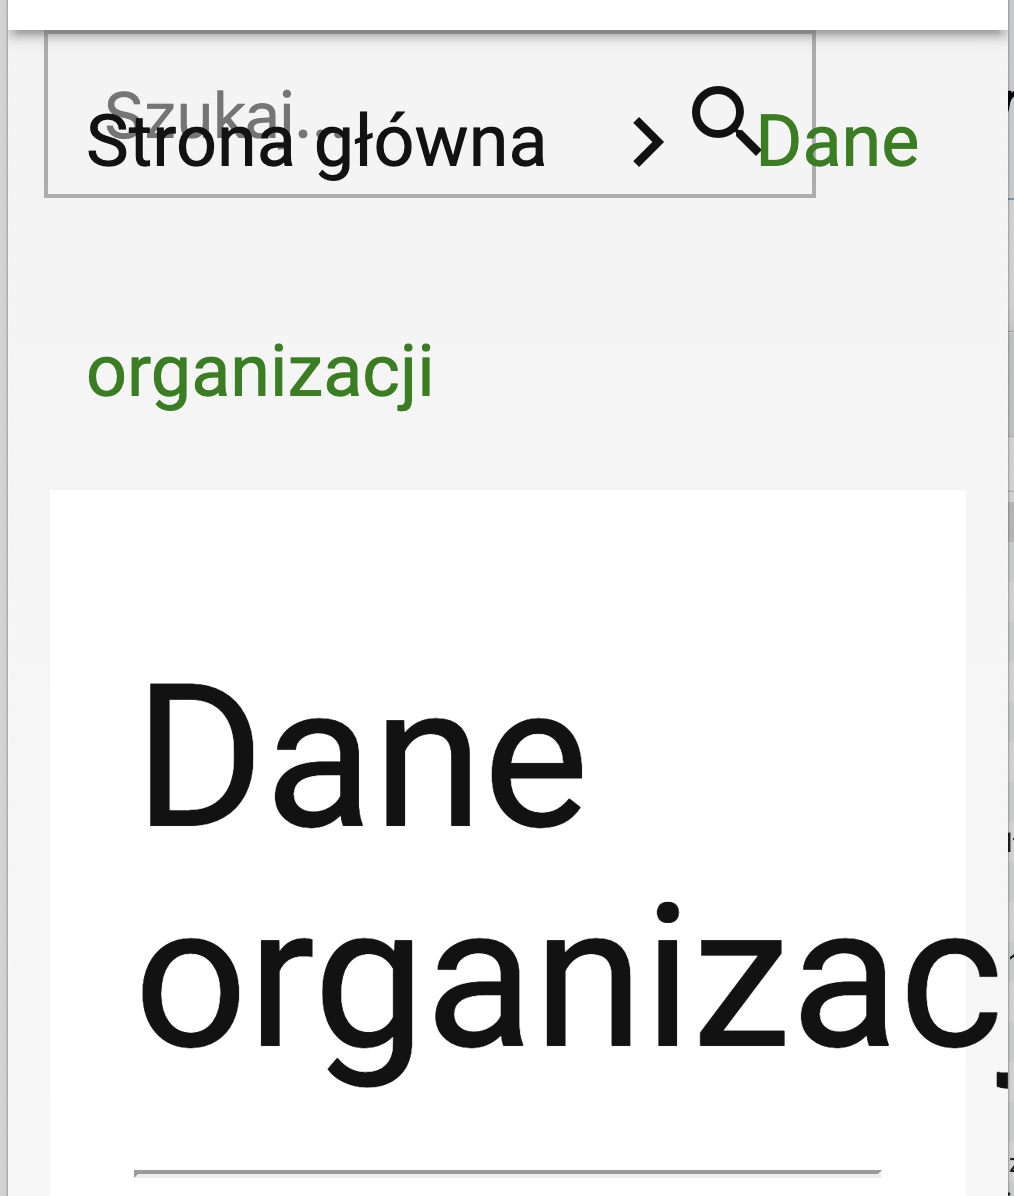 Szukaj...
Strona główna > Dane
organizacji
Dane
organizac